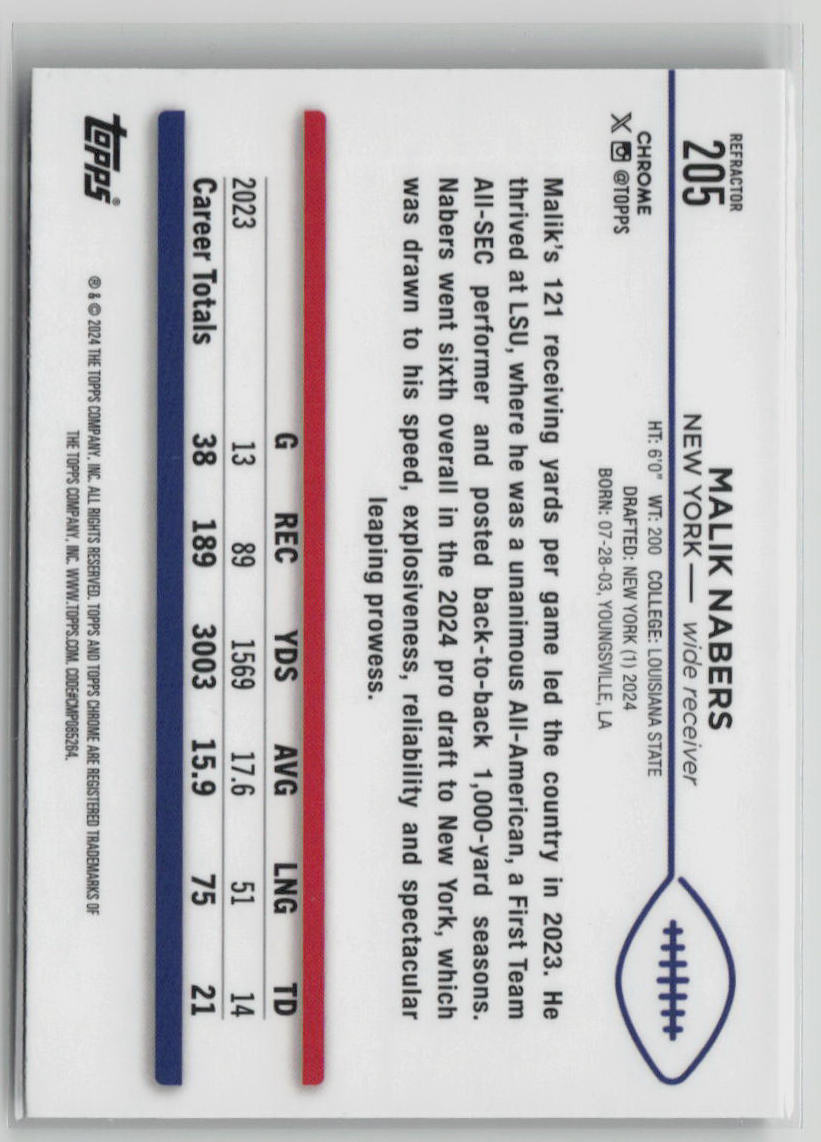 REFRACTOR
205
MALIK NABERS
NEW YORK — wide receiver
HT: 6'0" WT: 200 COLLEGE: LOUISIANA STATE
DRAFTED: NEW YORK (1) 2024
BORN: 07-28-03, YOUNGSVILLE, LA
CHROME
X @TOPPS
Malik's 121 receiving yards per game led the country in 2023. He
thrived at LSU, where he was a unanimous All-American, a First Team
All-SEC performer and posted back-to-back 1,000-yard seasons.
Nabers went sixth overall in the 2024 pro draft to New York, which
was drawn to his speed, explosiveness, reliability and spectacular
leaping prowess.
G REC YDS AVG LNG TD
2023 13 89 1569 17.6 51 14
Career Totals 38 189 3003 15.9 75 21
topps®
® & © 2024 THE TOPPS COMPANY, INC. ALL RIGHTS RESERVED. TOPPS AND TOPPS CHROME ARE REGISTERED TRADEMARKS OF
THE TOPPS COMPANY, INC. WWW.TOPPS.COM. CODE#CMP085264.